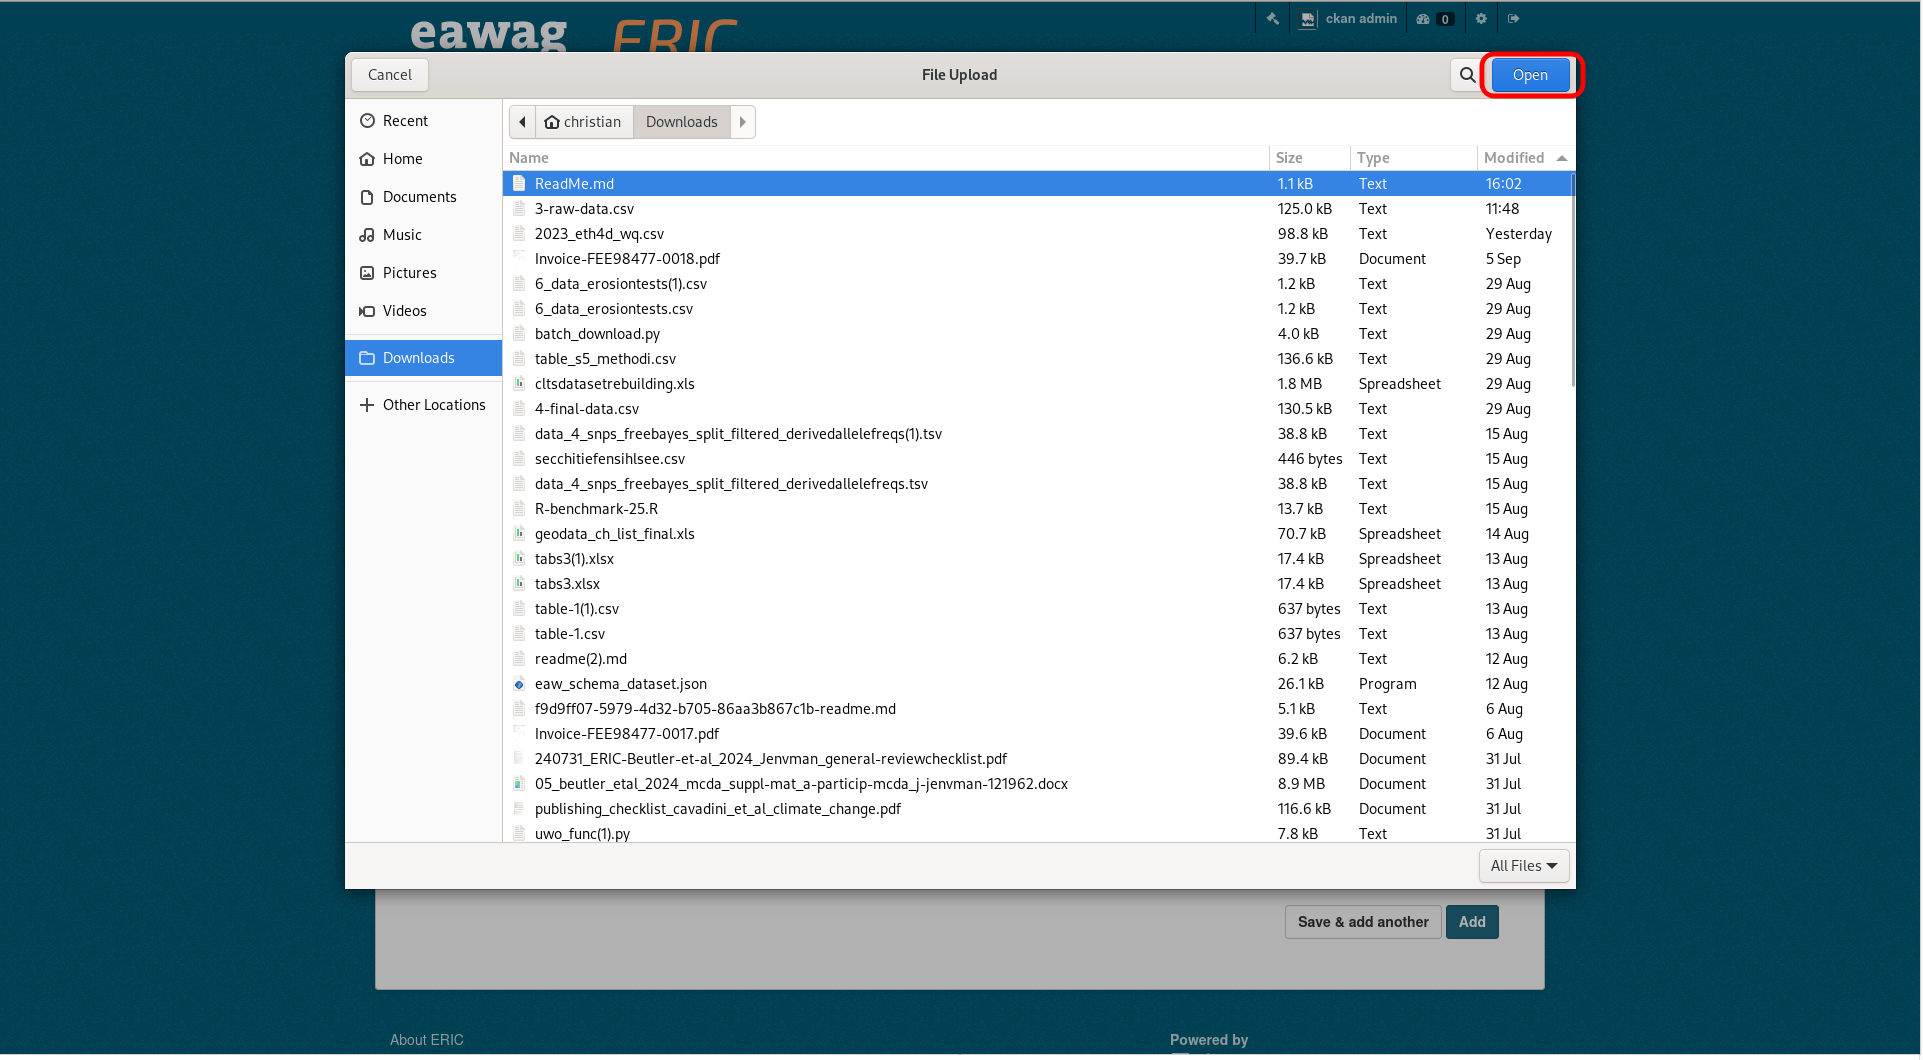 eawag ERIC
ckan admin 0
Cancel File Upload Open
Recent
Home
Documents
Music
Pictures
Videos
Downloads
Other Locations
christian Downloads
Name Size Type Modified
ReadMe.md 1.1 kB Text 16:02
3-raw-data.csv 125.0 kB Text 11:48
2023_eth4d_wq.csv 98.8 kB Text Yesterday
Invoice-FEE98477-0018.pdf 39.7 kB Document 5 Sep
6_data_erosiontests(1).csv 1.2 kB Text 29 Aug
6_data_erosiontests.csv 1.2 kB Text 29 Aug
batch_download.py 4.0 kB Text 29 Aug
table_s5_methodi.csv 136.6 kB Text 29 Aug
cltsdatasetrebuilding.xls 1.8 MB Spreadsheet 29 Aug
4-final-data.csv 130.5 kB Text 29 Aug
data_4_snps_freebayes_split_filtered_derivedallelefreqs(1).tsv 38.8 kB Text 15 Aug
secchitiefensihlsee.csv 446 bytes Text 15 Aug
data_4_snps_freebayes_split_filtered_derivedallelefreqs.tsv 38.8 kB Text 15 Aug
R-benchmark-25.R 13.7 kB Text 15 Aug
geodata_ch_list_final.xls 70.7 kB Spreadsheet 14 Aug
tabs3(1).xlsx 17.4 kB Spreadsheet 13 Aug
tabs3.xlsx 17.4 kB Spreadsheet 13 Aug
table-1(1).csv 637 bytes Text 13 Aug
table-1.csv 637 bytes Text 13 Aug
readme(2).md 6.2 kB Text 12 Aug
eaw_schema_dataset.json 26.1 kB Program 12 Aug
f9d9ff07-5979-4d32-b705-86aa3b867c1b-readme.md 5.1 kB Text 6 Aug
Invoice-FEE98477-0017.pdf 39.6 kB Document 6 Aug
240731_ERIC-Beutler-et-al_2024_Jenvman_general-reviewchecklist.pdf 89.4 kB Document 31 Jul
05_beutler_etal_2024_mcda_suppl-mat_a-particip-mcda_j-jenvman-121962.docx 8.9 MB Document 31 Jul
publishing_checklist_cavadini_et_al_climate_change.pdf 116.6 kB Document 31 Jul
uwo_func(1).py 7.8 kB Text 31 Jul
All Files
Save & add another Add
About ERIC Powered by